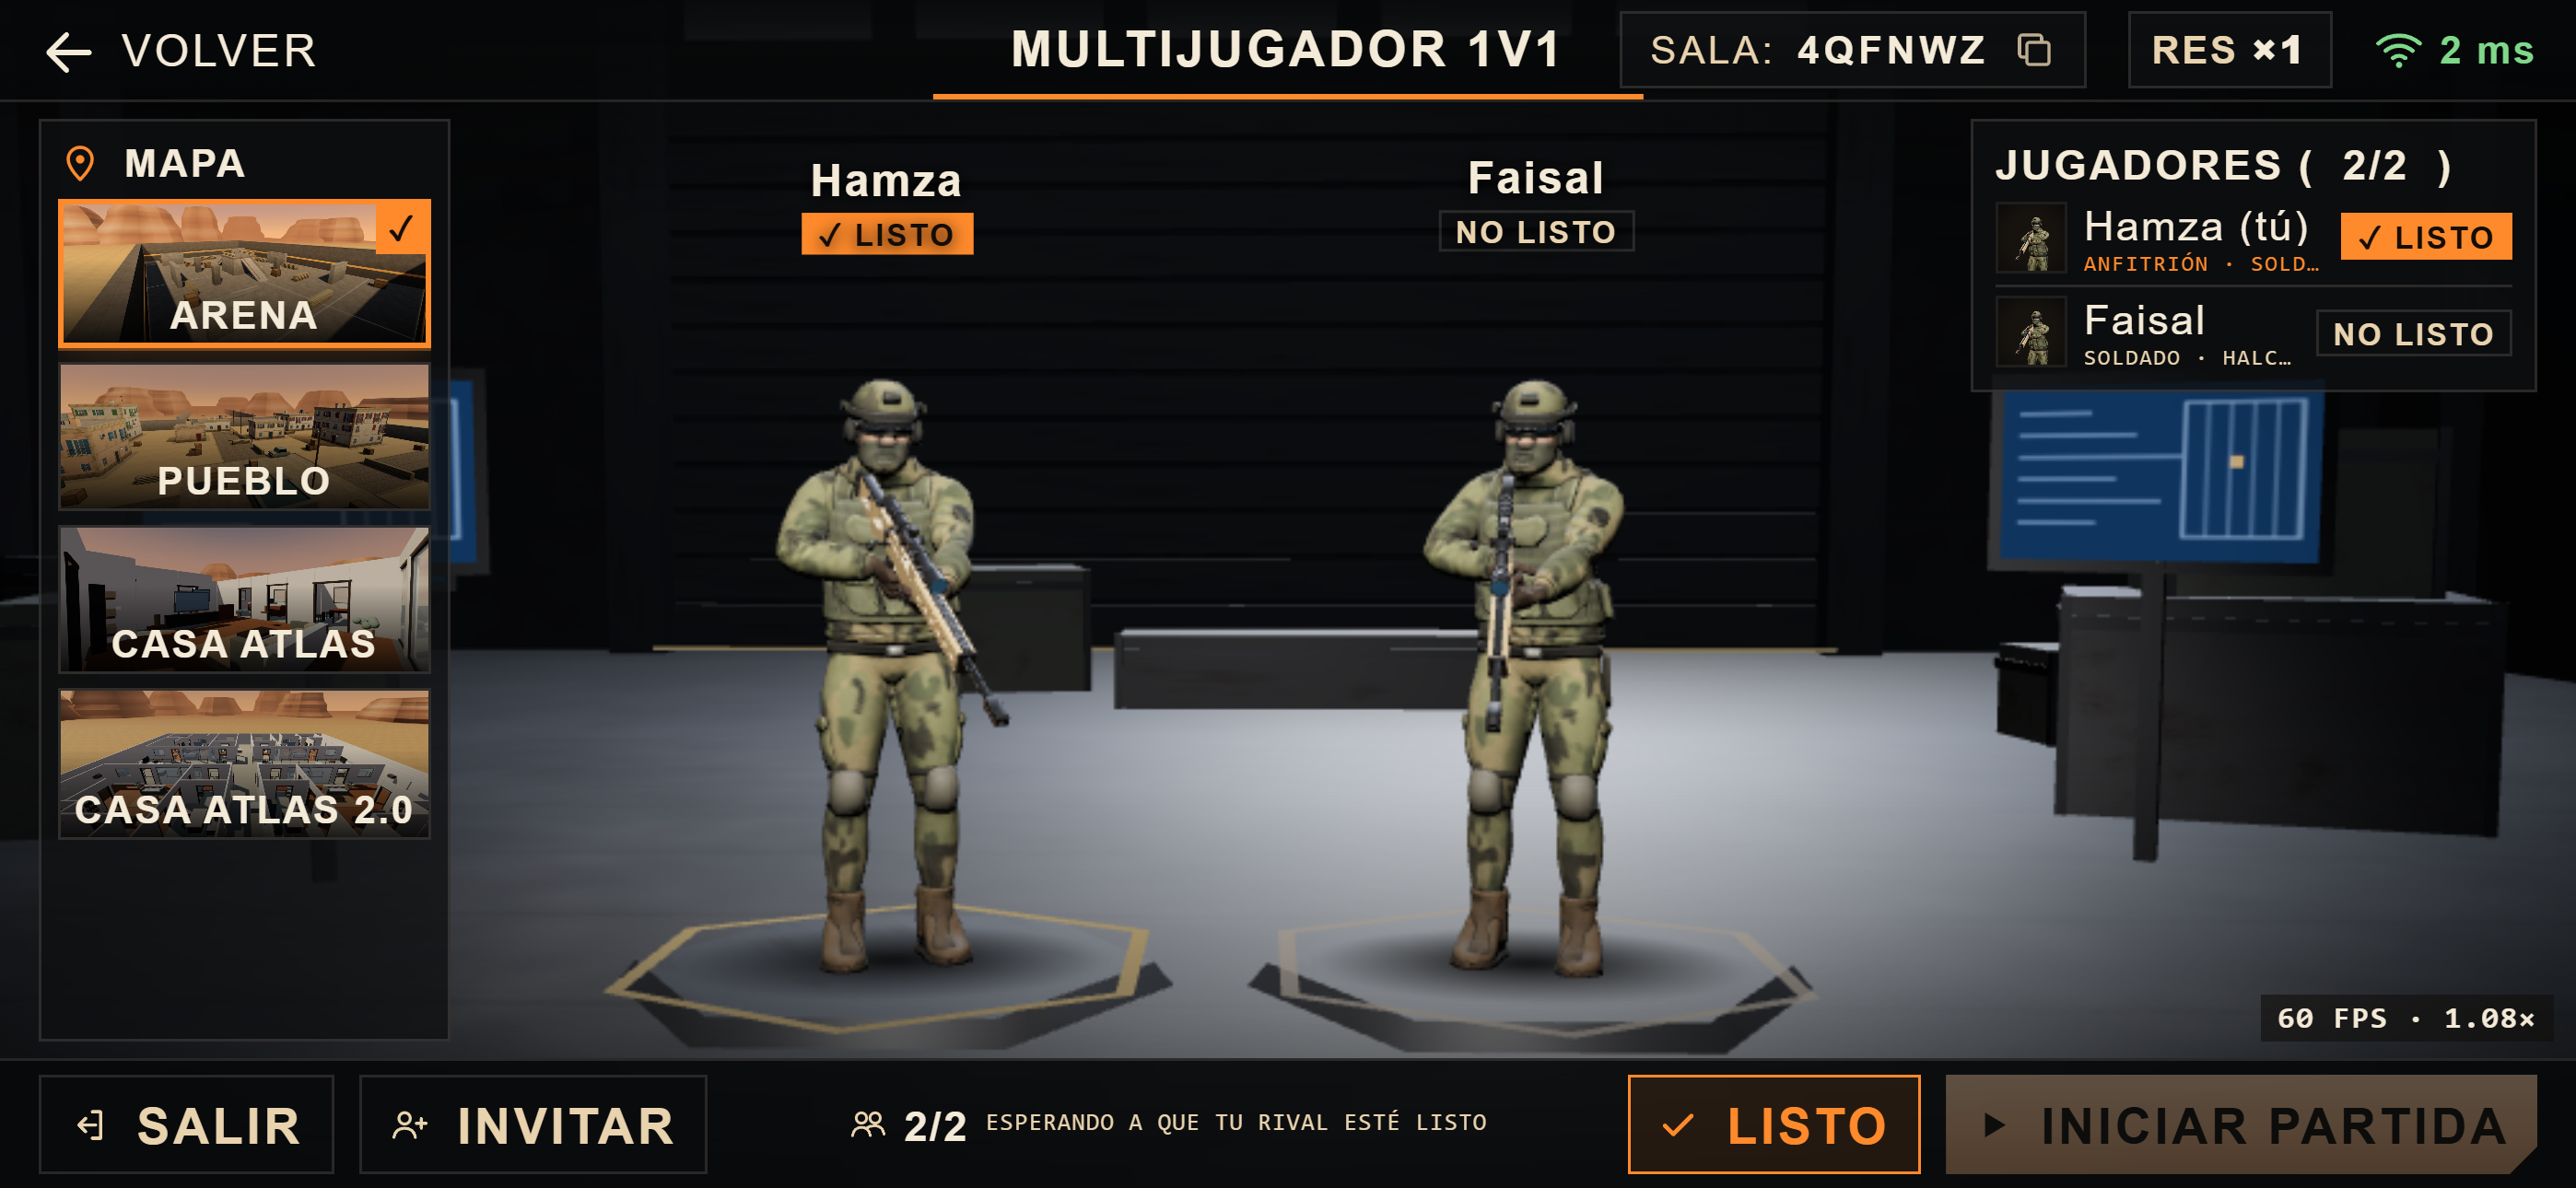 VOLVER
MULTIJUGADOR 1V1
SALA: 4QFNWZ
RES ×1
2 ms
MAPA
✓
ARENA
PUEBLO
CASA ATLAS
CASA ATLAS 2.0
Hamza
✓ LISTO
Faisal
NO LISTO
JUGADORES ( 2/2 )
Hamza (tú)
ANFITRIÓN · SOLD…
✓ LISTO
Faisal
SOLDADO · HALC…
NO LISTO
60 FPS · 1.08×
SALIR
INVITAR
2/2 ESPERANDO A QUE TU RIVAL ESTÉ LISTO
LISTO
INICIAR PARTIDA